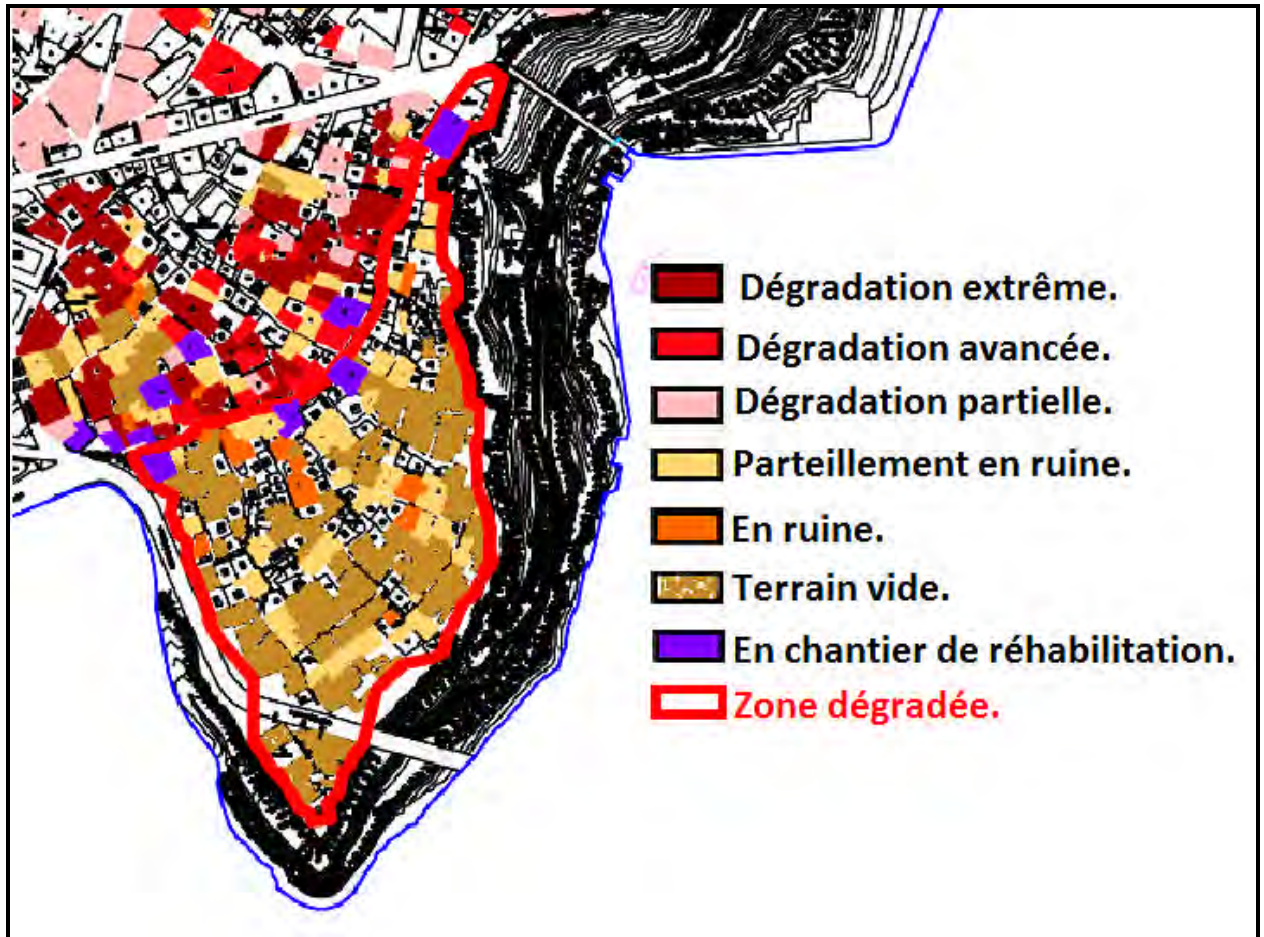 Dégradation extrême.
Dégradation avancée.
Dégradation partielle.
Parteillement en ruine.
En ruine.
Terrain vide.
En chantier de réhabilitation.
Zone dégradée.